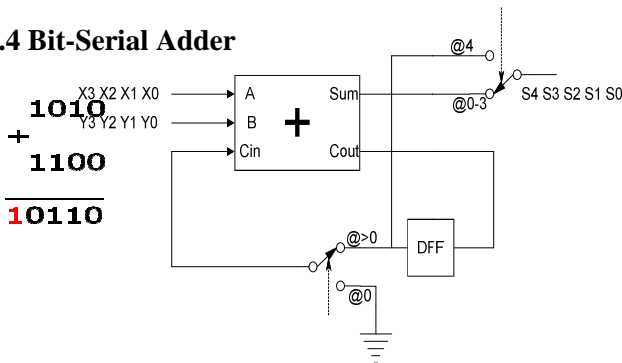 .4 Bit-Serial Adder
@4
X3 X2 X1 X0
A
Sum
@0-3
S4 S3 S2 S1 S0
1010
Y3 Y2 Y1 Y0
B
+
+
Cin
Cout
1100
10110
@>0
DFF
@0